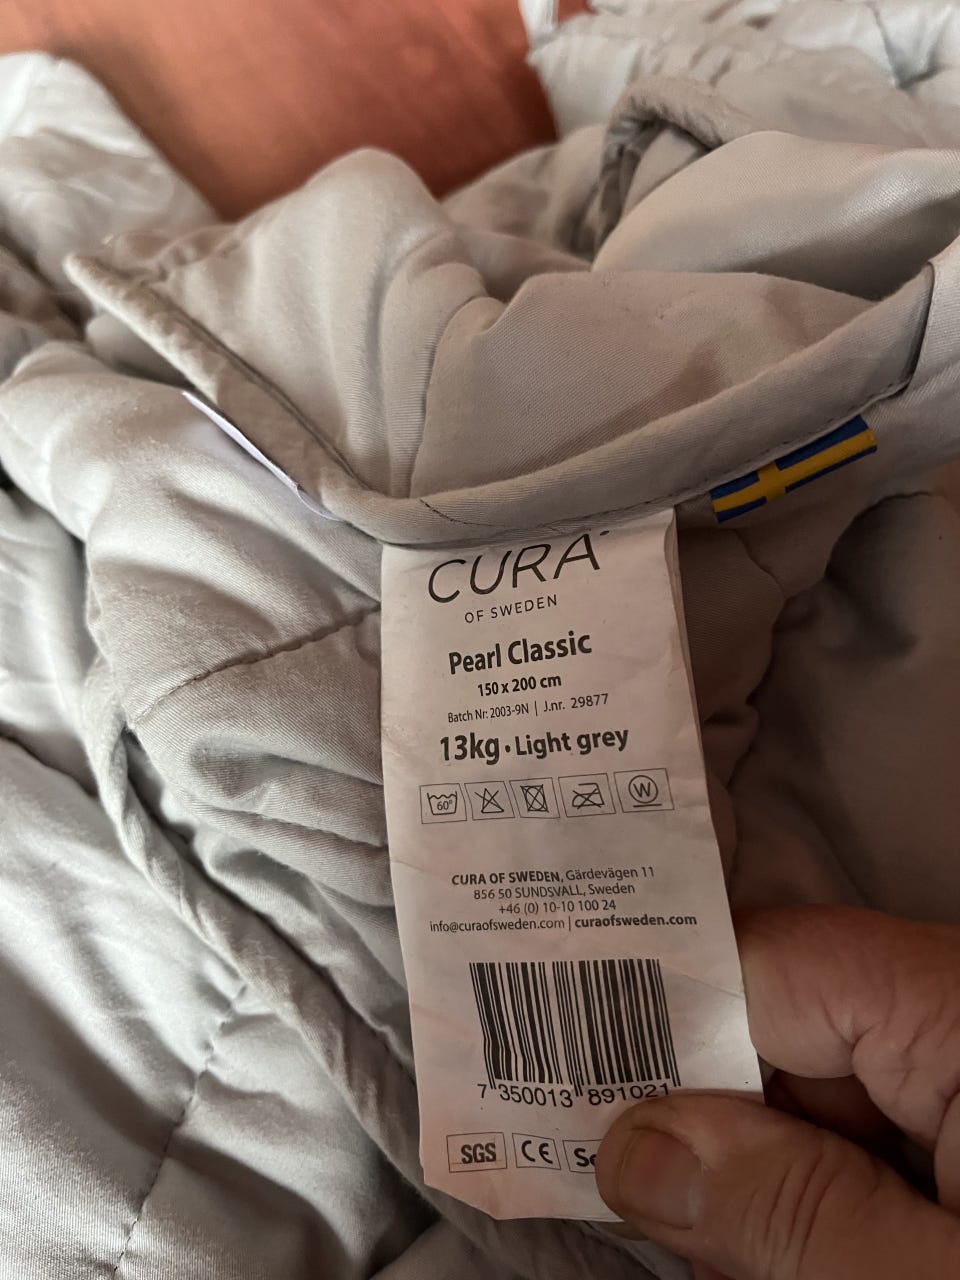 CURA
OF SWEDEN
Pearl Classic
150 x 200 cm
Batch Nr: 2003-9N | J.nr. 29877
13kg • Light grey
60°
W
CURA OF SWEDEN, Gärdevägen 11
856 50 SUNDSVALL, Sweden
+46 (0) 10-10 100 24
info@curaofsweden.com | curaofsweden.com
7 350013 891021
SGS CE